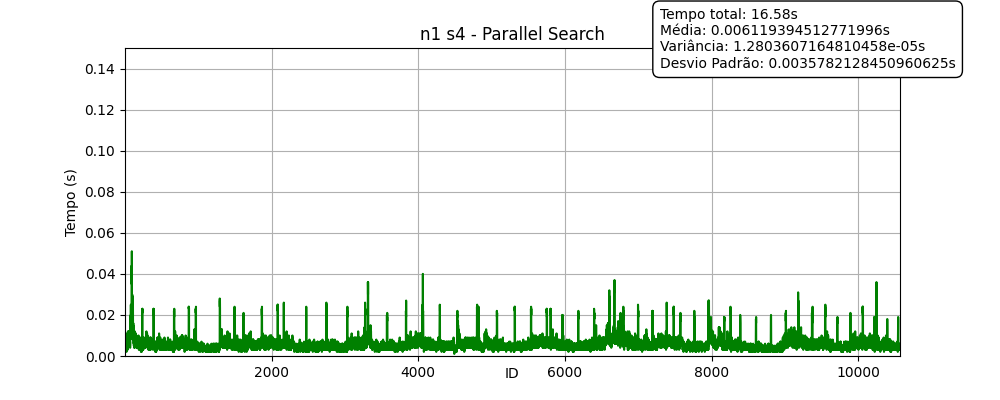 Tempo total: 16.58s
Média: 0.006119394512771996s
Variância: 1.2803607164810458e-05s
Desvio Padrão: 0.0035782128450960625s
n1 s4 - Parallel Search
0.14
0.12
0.10
0.08
0.06
0.04
0.02
0.00
Tempo (s)
2000 4000 6000 8000 10000
ID